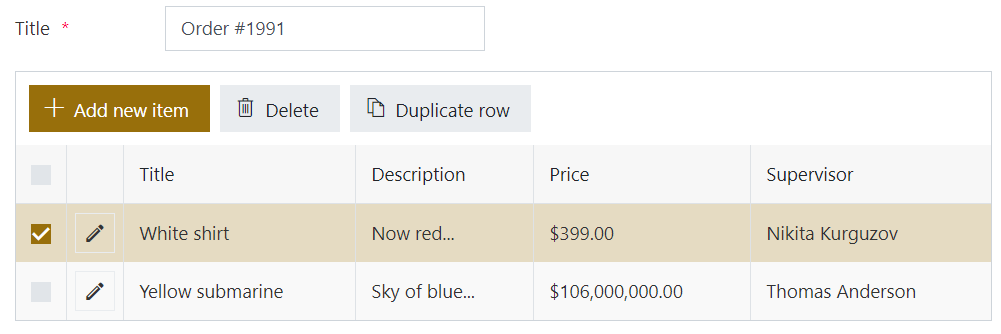 Title * Order #1991
Add new item Delete Duplicate row
Title Description Price Supervisor
White shirt Now red... $399.00 Nikita Kurguzov
Yellow submarine Sky of blue... $106,000,000.00 Thomas Anderson